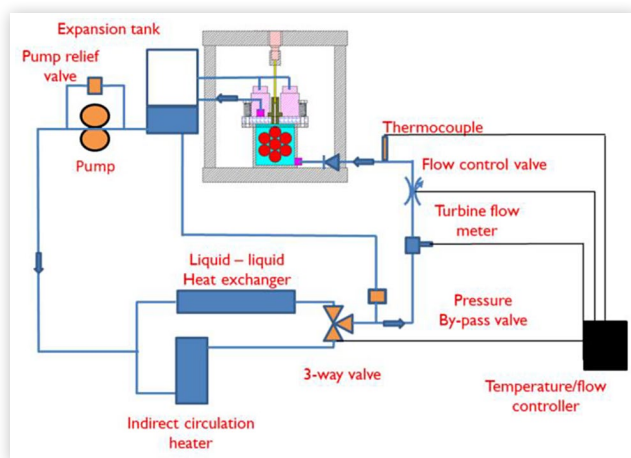 Expansion tank
Pump relief
valve
Pump
Thermocouple
Flow control valve
Turbine flow
meter
Liquid – liquid
Heat exchanger
Pressure
By-pass valve
3-way valve
Temperature/flow
controller
Indirect circulation
heater